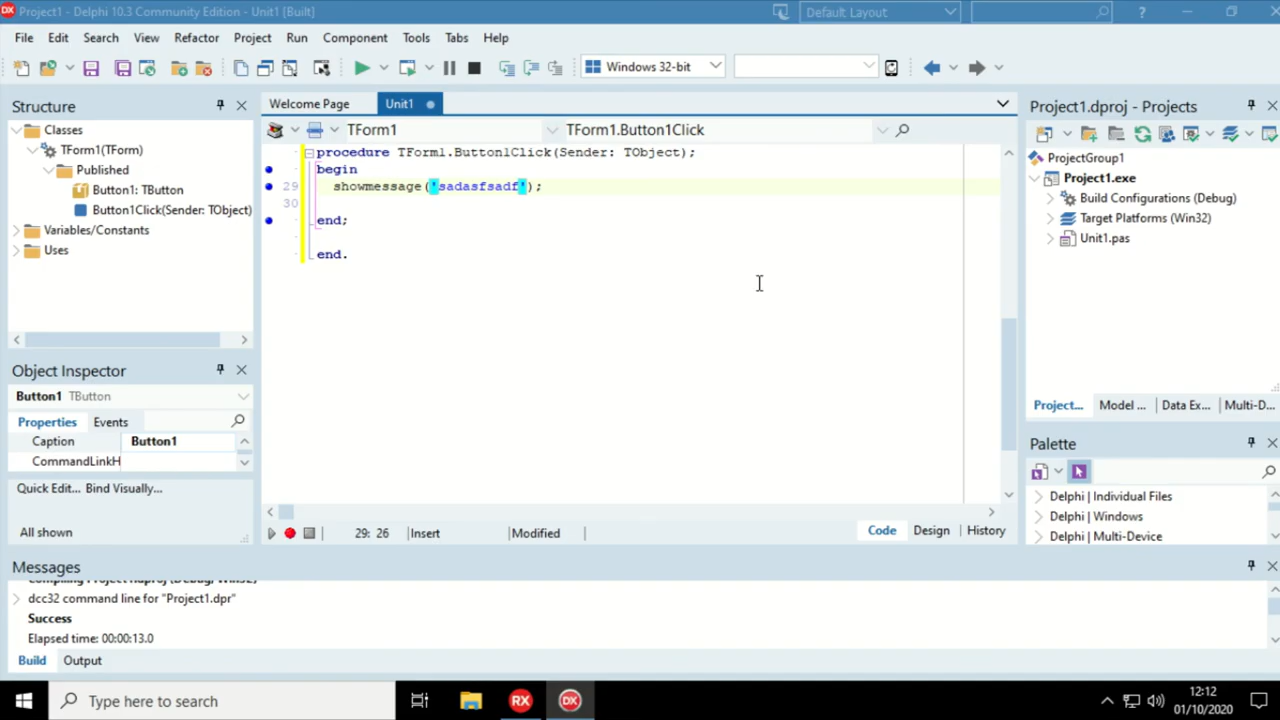 Project1 - Delphi 10.3 Community Edition - Unit1 [Built]
Default Layout
File Edit Search View Refactor Project Run Component Tools Tabs Help
Windows 32-bit
Structure
Classes
TForm1(TForm)
Published
Button1: TButton
Button1Click(Sender: TObject)
Variables/Constants
Uses
Object Inspector
Button1 TButton
Properties Events
Caption Button1
CommandLinkH
Quick Edit... Bind Visually...
All shown
Welcome Page Unit1
TForm1 TForm1.Button1Click
procedure TForm1.Button1Click(Sender: TObject);
begin
29 showmessage('sadasfsadf');
30
end;
end.
29: 26 Insert Modified
Code Design History
Project1.dproj - Projects
ProjectGroup1
Project1.exe
Build Configurations (Debug)
Target Platforms (Win32)
Unit1.pas
Project... Model ... Data Ex... Multi-D...
Palette
Delphi | Individual Files
Delphi | Windows
Delphi | Multi-Device
Messages
dcc32 command line for "Project1.dpr"
Success
Elapsed time: 00:00:13.0
Build Output
Type here to search
RX
DX
12:12
01/10/2020